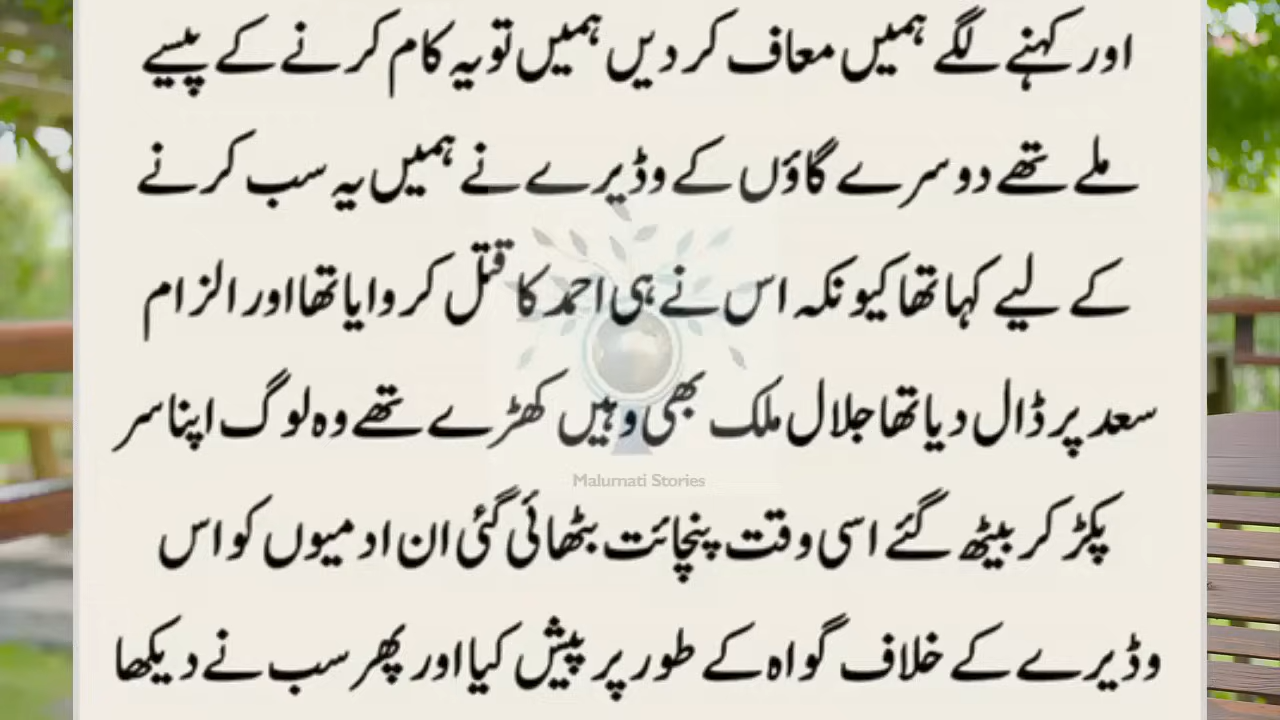 اور کہنے لگے ہمیں معاف کر دیں ہمیں تو یہ کام کرنے کے پیسے
ملے تھے دوسرے گاؤں کے وڈیرے نے ہمیں یہ سب کرنے
کے لیے کہا تھا کیونکہ اس نے ہی احمد کا قتل کروایا تھا اور الزام
سعد پر ڈال دیا تھا جلال ملک بھی وہیں کھڑے تھے وہ لوگ اپنا سر
Malumati Stories
پکڑ کر بیٹھ گئے اسی وقت پنچائت بٹھائی گئی ان ادمیوں کو اس
وڈیرے کے خلاف گواہ کے طور پر پیش کیا اور پھر سب نے دیکھا